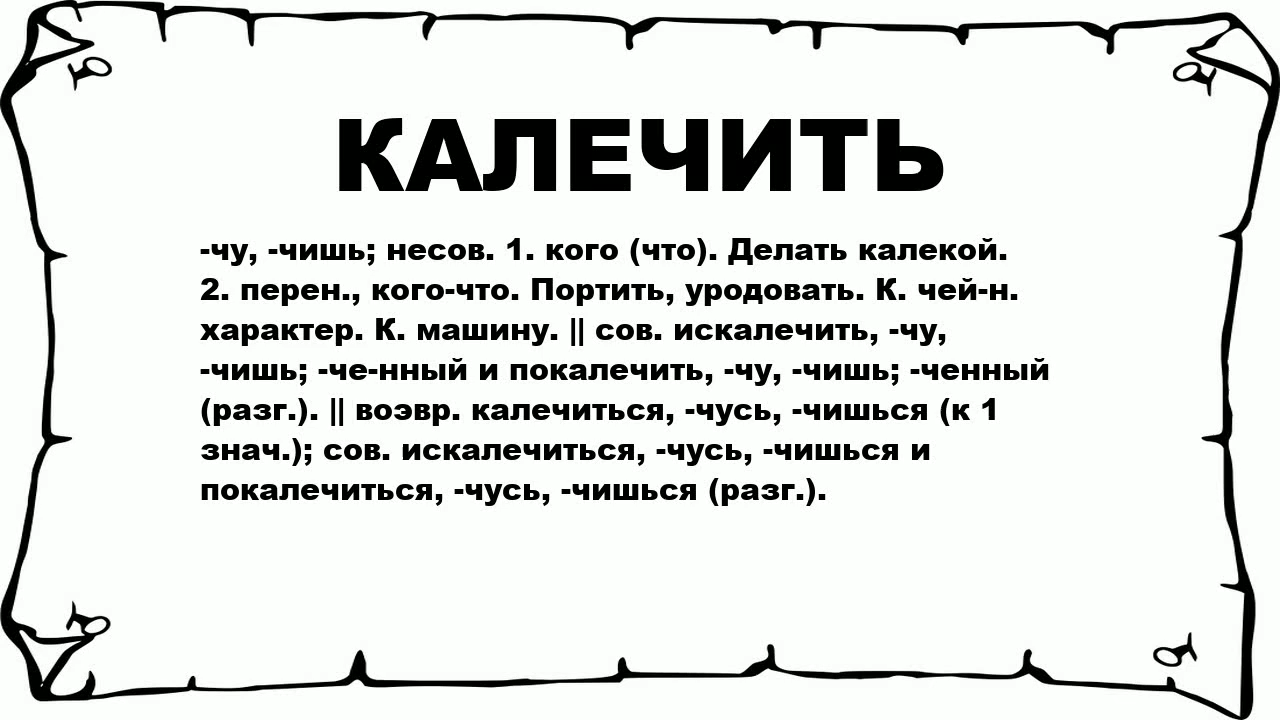 КАЛЕЧИТЬ
-чу, -чишь; несов. 1. кого (что). Делать калекой.
2. перен., кого-что. Портить, уродовать. К. чей-н.
характер. К. машину. || сов. искалечить, -чу,
-чишь; -че-нный и покалечить, -чу, -чишь; -ченный
(разг.). || воэвр. калечиться, -чусь, -чишься (к 1
знач.); сов. искалечиться, -чусь, -чишься и
покалечиться, -чусь, -чишься (разг.).